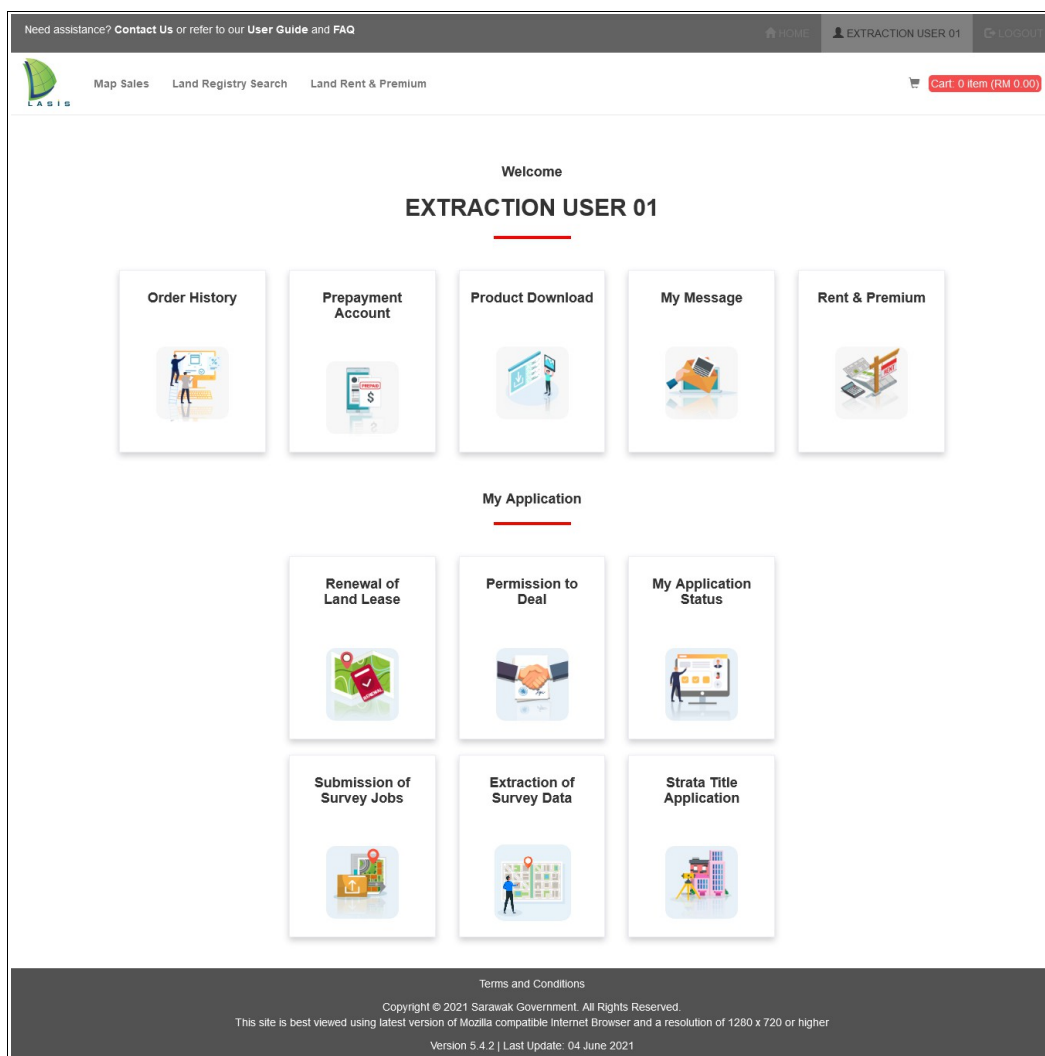 Need assistance? Contact Us or refer to our User Guide and FAQ
HOME
EXTRACTION USER 01
LOGOUT
LASIS
Map Sales
Land Registry Search
Land Rent & Premium
Cart: 0 item (RM 0.00)
Welcome
EXTRACTION USER 01
Order History
Prepayment
Account
Product Download
My Message
Rent & Premium
PREPAID
$
RENT
My Application
Renewal of
Land Lease
Permission to
Deal
My Application
Status
RENEWAL
Submission of
Survey Jobs
Extraction of
Survey Data
Strata Title
Application
Terms and Conditions
Copyright © 2021 Sarawak Government. All Rights Reserved.
This site is best viewed using latest version of Mozilla compatible Internet Browser and a resolution of 1280 x 720 or higher
Version 5.4.2 | Last Update: 04 June 2021